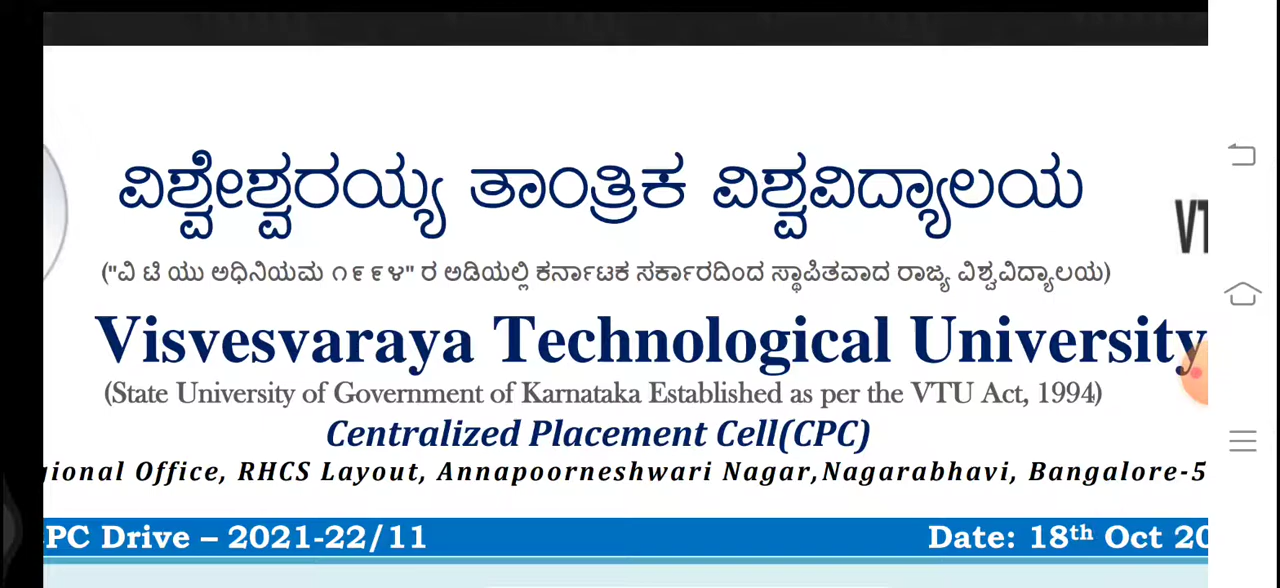 ವಿಶ್ವೇಶ್ವರಯ್ಯ ತಾಂತ್ರಿಕ ವಿಶ್ವವಿದ್ಯಾಲಯ
("ವಿ ಟಿ ಯು ಅಧಿನಿಯಮ ೧೯೯೪" ರ ಅಡಿಯಲ್ಲಿ ಕರ್ನಾಟಕ ಸರ್ಕಾರದಿಂದ ಸ್ಥಾಪಿತವಾದ ರಾಜ್ಯ ವಿಶ್ವವಿದ್ಯಾಲಯ)
VT
Visvesvaraya Technological University
(State University of Government of Karnataka Established as per the VTU Act, 1994)
Centralized Placement Cell(CPC)
gional Office, RHCS Layout, Annapoorneshwari Nagar,Nagarabhavi, Bangalore-5
PC Drive – 2021-22/11 Date: 18th Oct 20